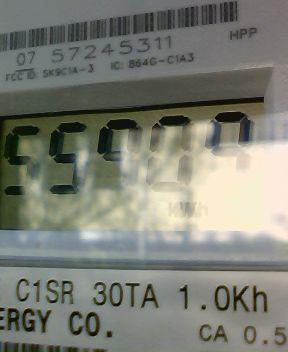 07 57245311
HPP
FCC ID: SK9C1A-3 IC: 864G-C1A3
kWh
C1SR 30TA 1.0Kh
ERGY CO.
CA 0.5